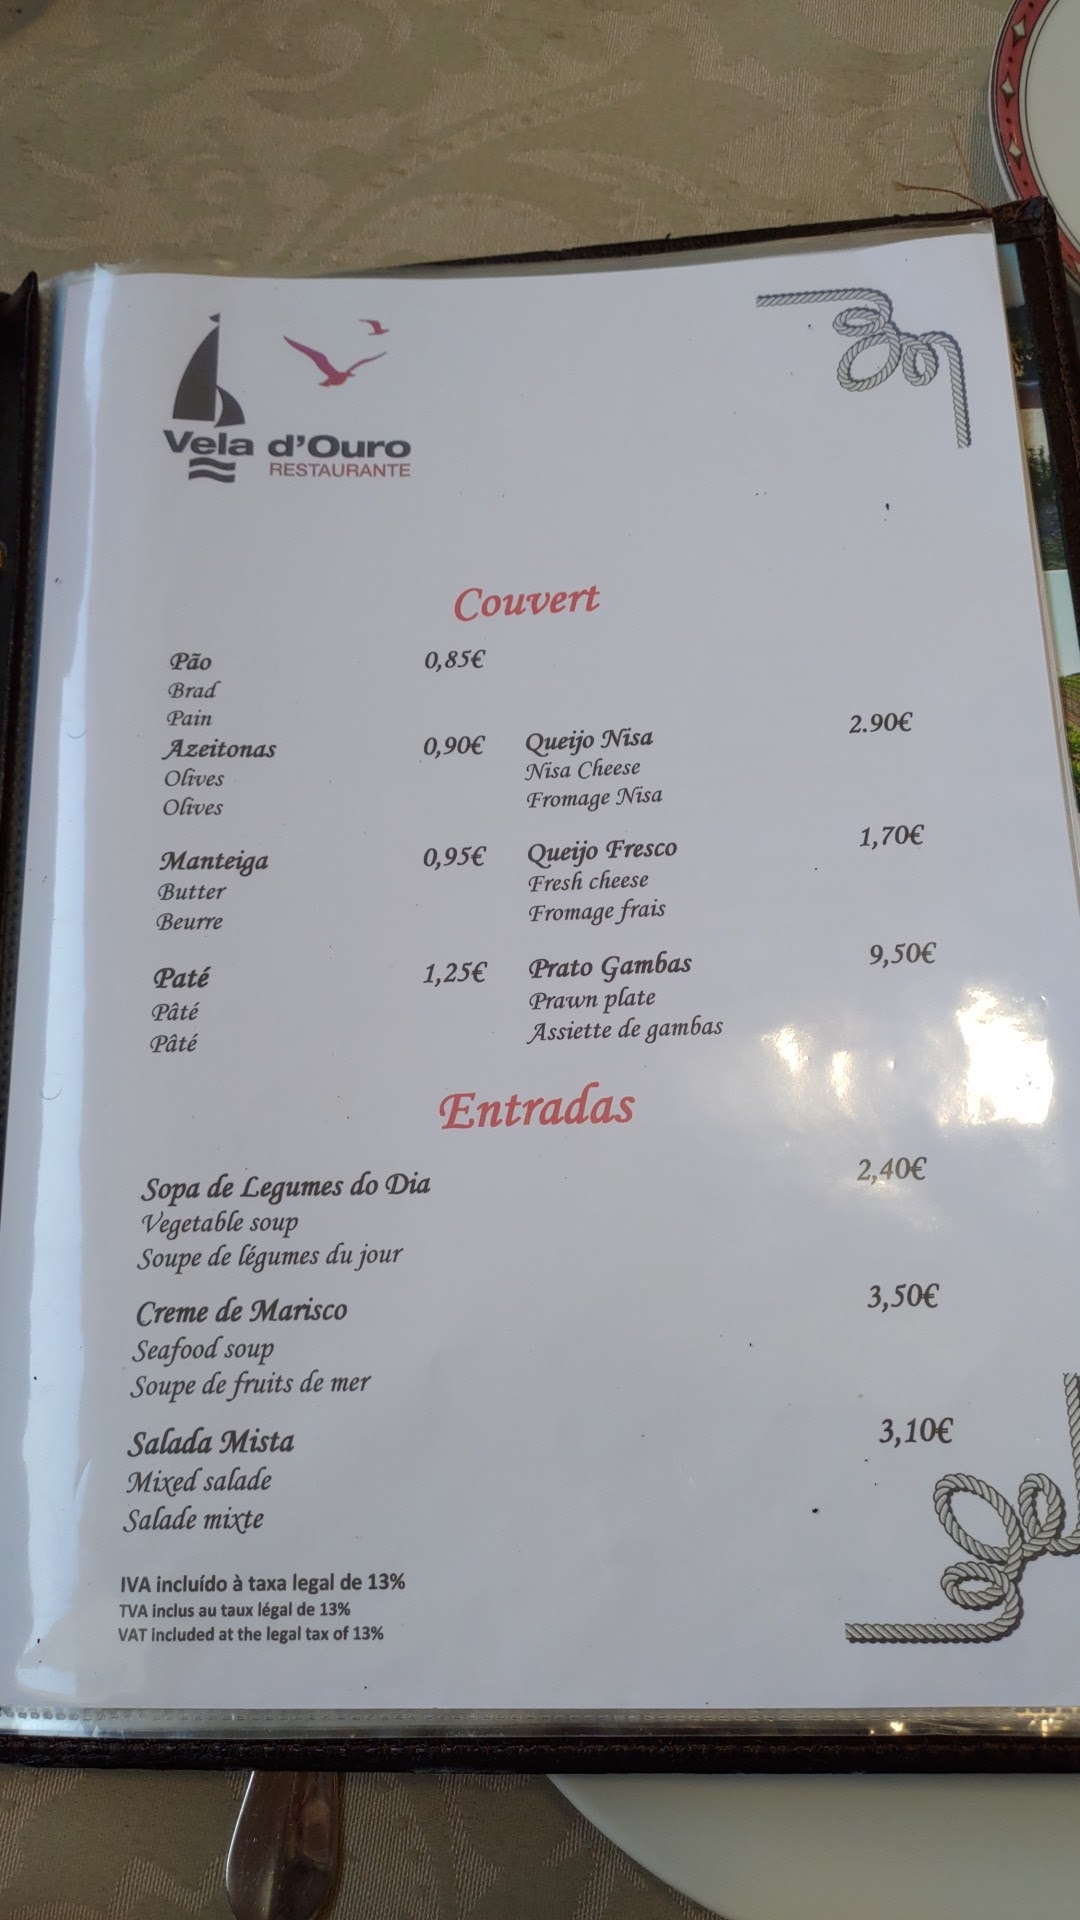 Vela d'Ouro
RESTAURANTE
Couvert
Pão 0,85€
Brad
Pain
Azeitonas 0,90€
Olives
Olives
Manteiga 0,95€
Butter
Beurre
Paté 1,25€
Pâté
Pâté
Queijo Nisa 2.90€
Nisa Cheese
Fromage Nisa
Queijo Fresco 1,70€
Fresh cheese
Fromage frais
Prato Gambas 9,50€
Prawn plate
Assiette de gambas
Entradas
Sopa de Legumes do Dia 2,40€
Vegetable soup
Soupe de légumes du jour
Creme de Marisco 3,50€
Seafood soup
Soupe de fruits de mer
Salada Mista 3,10€
Mixed salade
Salade mixte
IVA incluído à taxa legal de 13%
TVA inclus au taux légal de 13%
VAT included at the legal tax of 13%